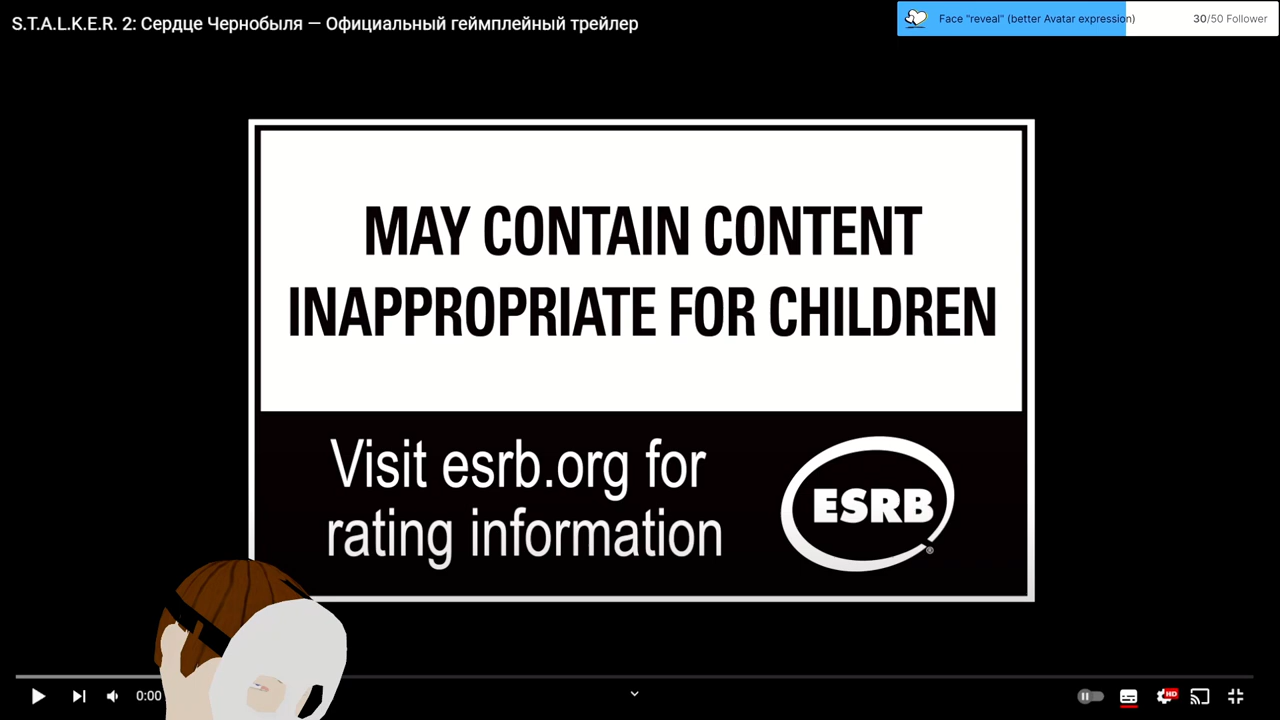 S.T.A.L.K.E.R. 2: Сердце Чернобыля — Официальный геймплейный трейлер
Face "reveal" (better Avatar expression)
30/50 Follower
MAY CONTAIN CONTENT
INAPPROPRIATE FOR CHILDREN
Visit esrb.org for
rating information
ESRB
®
0:00
HD